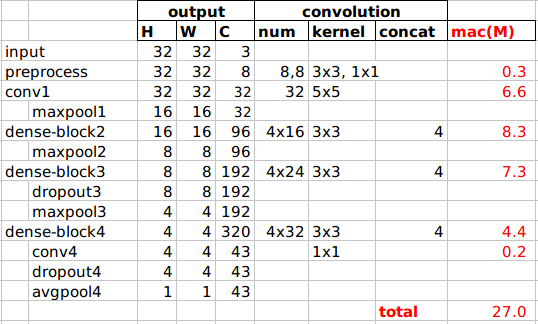 output convolution
H W C num kernel concat mac(M)
input 32 32 3
preprocess 32 32 8 8,8 3x3, 1x1 0.3
conv1 32 32 32 32 5x5 6.6
maxpool1 16 16 32
dense-block2 16 16 96 4x16 3x3 4 8.3
maxpool2 8 8 96
dense-block3 8 8 192 4x24 3x3 4 7.3
dropout3 8 8 192
maxpool3 4 4 192
dense-block4 4 4 320 4x32 3x3 4 4.4
conv4 4 4 43 1x1 0.2
dropout4 4 4 43
avgpool4 1 1 43
total 27.0